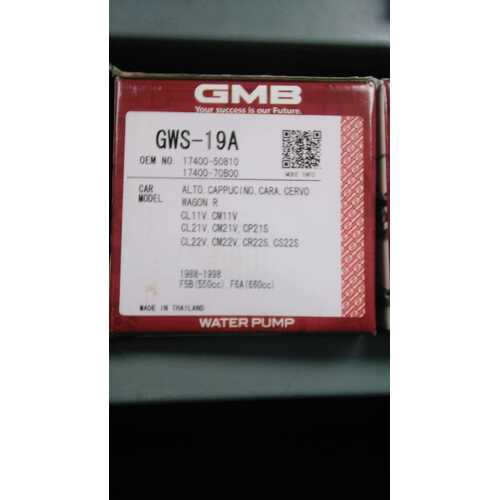 GMB
Your success is our Future.
GWS-19A
OEM NO. 17400-50810
17400-70B00
MORE INFO
CAR MODEL
ALTO, CAPPUCINO, CARA, CERVO
WAGON R
CL11V, CM11V
CL21V, CM21V, CP21S
CL22V, CM22V, CR22S, CS22S
1988-1998
F5B(550cc), F6A(660cc)
MADE IN THAILAND
WATER PUMP